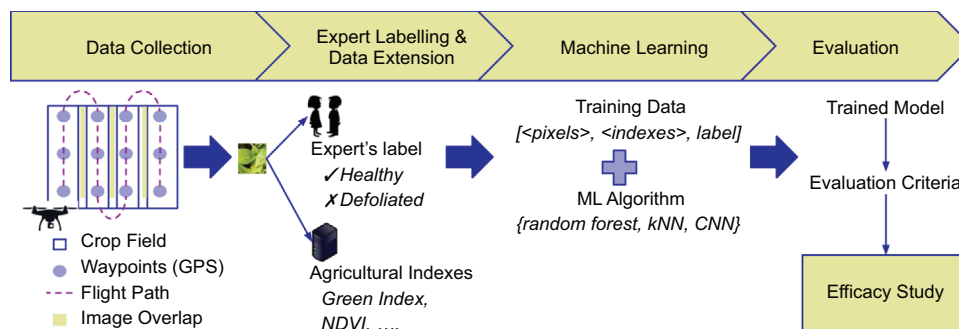 Data Collection
Expert Labelling &
Data Extension
Machine Learning
Evaluation
Crop Field
Waypoints (GPS)
Flight Path
Image Overlap
Expert's label
✓Healthy
✗Defoliated
Agricultural Indexes
Green Index,
NDVI, ....
Training Data
[<pixels>, <indexes>, label]
ML Algorithm
{random forest, kNN, CNN}
Trained Model
Evaluation Criteria
Efficacy Study